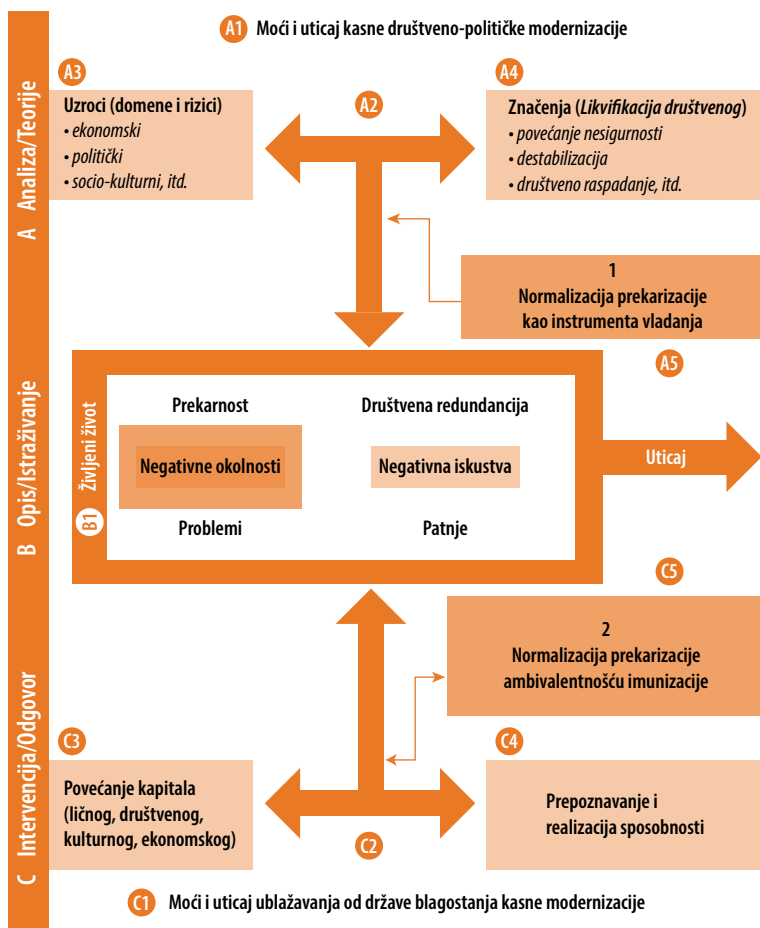 A1 Moći i uticaj kasne društveno-političke modernizacije
A Analiza/Teorije
A3
Uzroci (domene i rizici)
• ekonomski
• politički
• socio-kulturni, itd.
A2
A4
Značenja (Likvifikacija društvenog)
• povećanje nesigurnosti
• destabilizacija
• društveno raspadanje, itd.
1
Normalizacija prekarizacije
kao instrumenta vladanja
A5
B Opis/Istraživanje
B1 Življeni život
Prekarnost
Negativne okolnosti
Problemi
Društvena redundancija
Negativna iskustva
Patnje
Uticaj
C5
2
Normalizacija prekarizacije
ambivalentnošću imunizacije
C Intervencija/Odgovor
C3
Povećanje kapitala
(ličnog, društvenog,
kulturnog, ekonomskog)
C2
C4
Prepoznavanje i
realizacija sposobnosti
C1 Moći i uticaj ublažavanja od države blagostanja kasne modernizacije